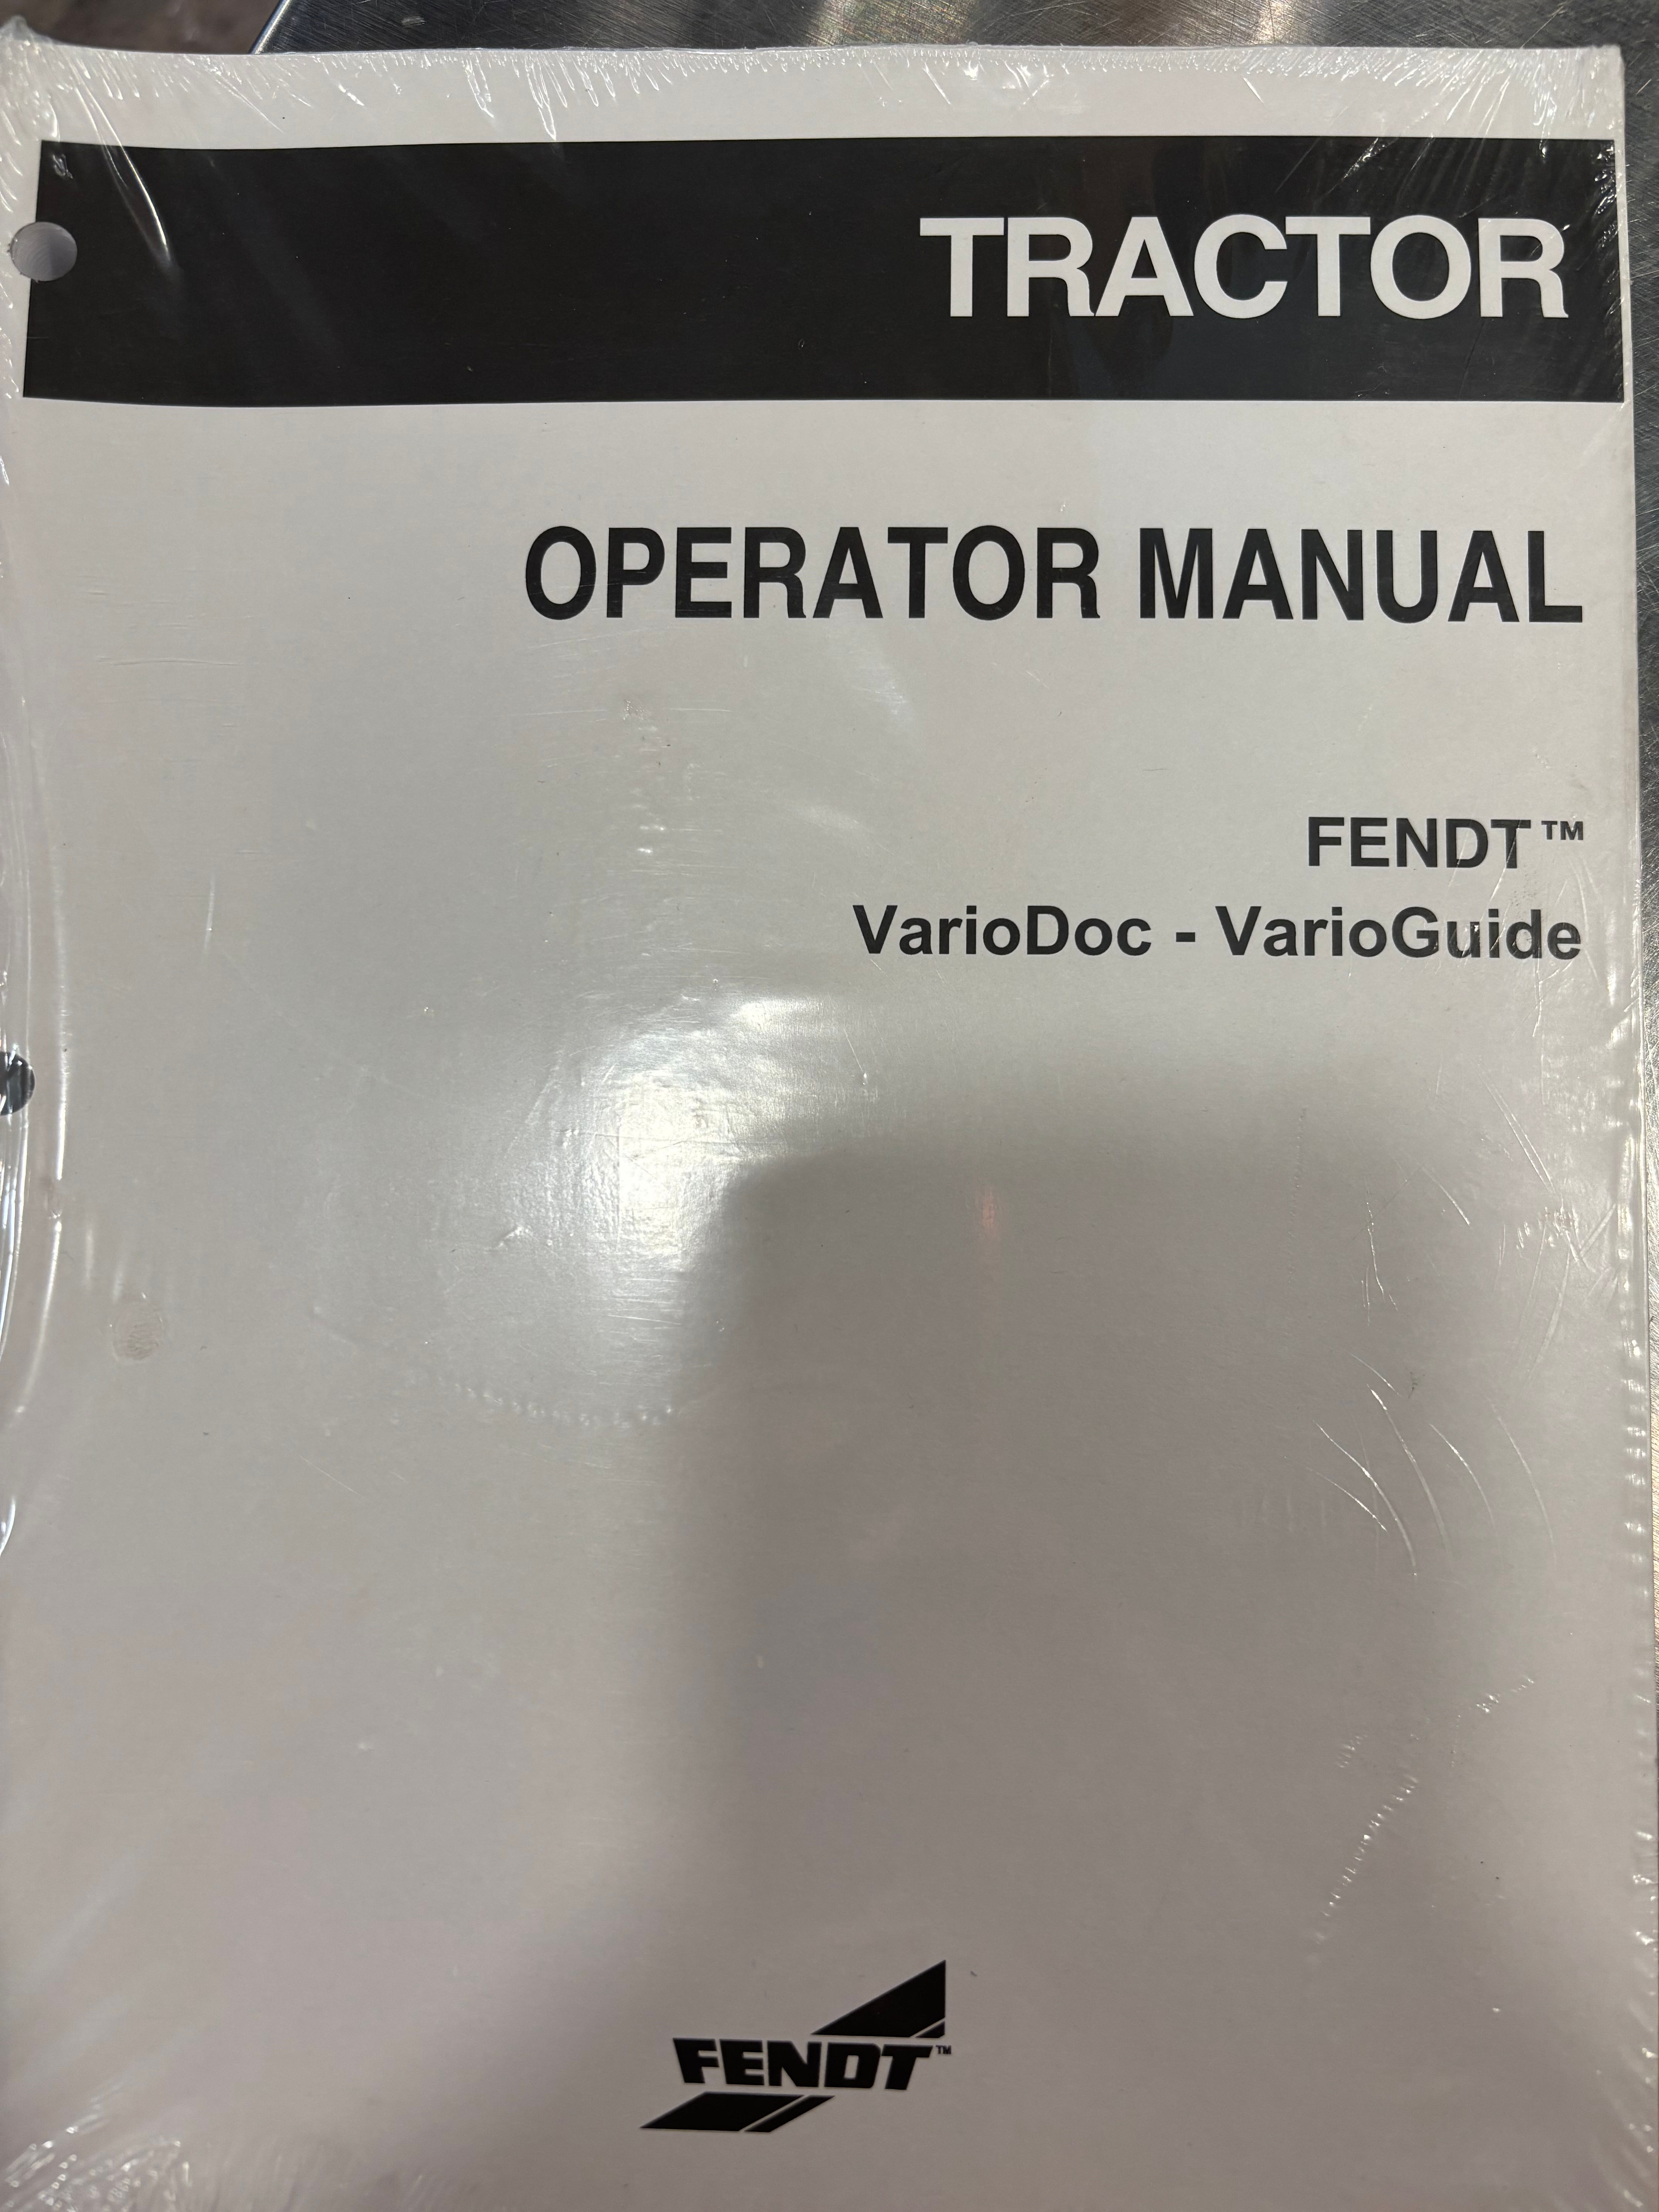 TRACTOR
OPERATOR MANUAL
FENDT™
VarioDoc - VarioGuide
FENDT™